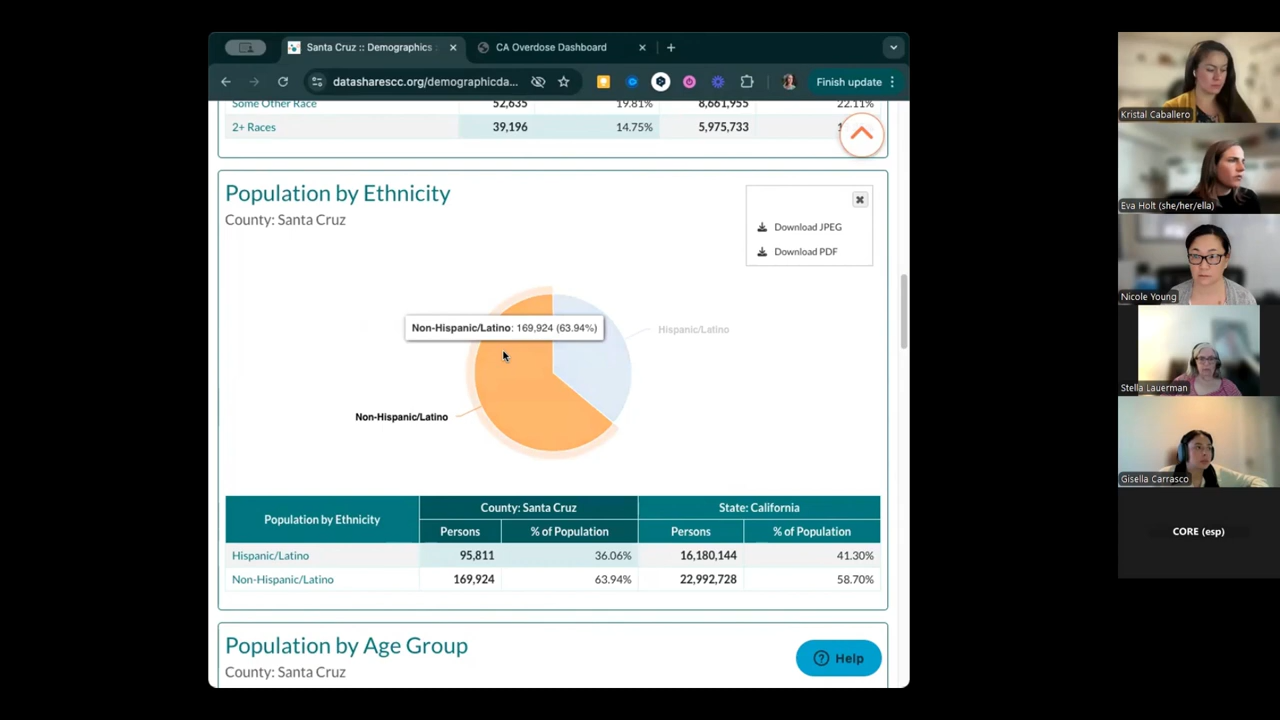 Santa Cruz :: Demographics :
CA Overdose Dashboard
datasharescc.org/demographicda...
Finish update
Some Other Race 52,635 19.81% 8,661,955 22.11%
2+ Races 39,196 14.75% 5,975,733
Population by Ethnicity
County: Santa Cruz
Download JPEG
Download PDF
Non-Hispanic/Latino: 169,924 (63.94%)
Hispanic/Latino
Non-Hispanic/Latino
Population by Ethnicity
County: Santa Cruz State: California
Persons % of Population Persons % of Population
Hispanic/Latino 95,811 36.06% 16,180,144 41.30%
Non-Hispanic/Latino 169,924 63.94% 22,992,728 58.70%
Population by Age Group
County: Santa Cruz
Help
Kristal Caballero
Eva Holt (she/her/ella)
Nicole Young
Stella Lauerman
Gisella Carrasco
CORE (esp)